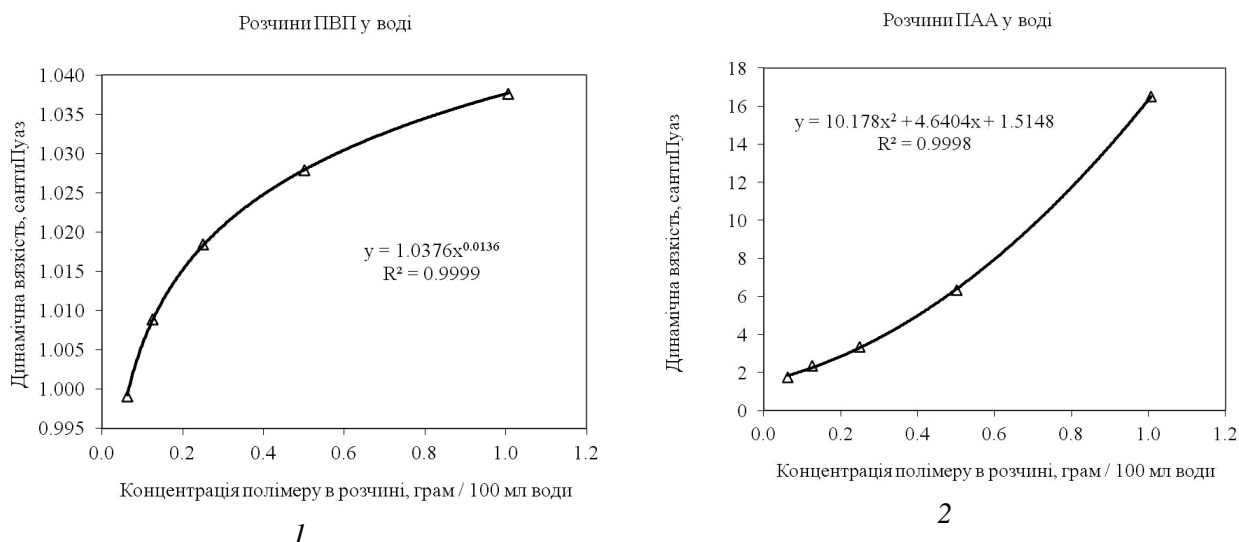 Розчини ПВП у воді
Динамічна вязкість, сантиПуаз
1.040
1.035
1.030
1.025
1.020
1.015
1.010
1.005
1.000
0.995
y = 1.0376x^0.0136
R² = 0.9999
0.0 0.2 0.4 0.6 0.8 1.0 1.2
Концентрація полімеру в розчині, грам / 100 мл води
1
Розчини ПАА у воді
Динамічна вязкість, сантиПуаз
18
16
14
12
10
8
6
4
2
0
y = 10.178x² + 4.6404x + 1.5148
R² = 0.9998
0.0 0.2 0.4 0.6 0.8 1.0 1.2
Концентрація полімеру в розчині, грам / 100 мл води
2